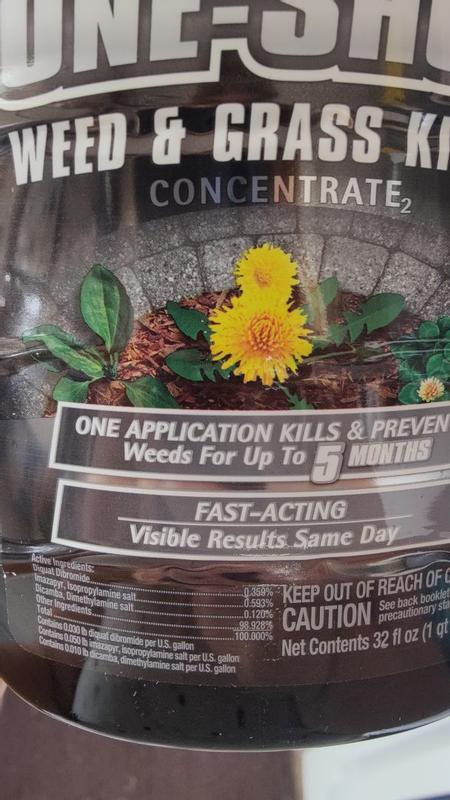 ONE-SHO
WEED & GRASS KI
CONCENTRATE2
ONE APPLICATION KILLS & PREVEN
Weeds For Up To 5 MONTHS
FAST-ACTING
Visible Results Same Day
Active Ingredients:
Diquat Dibromide 0.359%
Imazapyr, isopropylamine salt 0.593%
Dicamba, dimethylamine salt 0.120%
Other Ingredients: 98.928%
Total 100.000%
Contains 0.030 lb diquat dibromide per U.S. gallon
Contains 0.050 lb imazapyr, isopropylamine salt per U.S. gallon
Contains 0.010 lb dicamba, dimethylamine salt per U.S. gallon
KEEP OUT OF REACH OF C
CAUTION See back booklet
precautionary sta
Net Contents 32 fl oz (1 qt